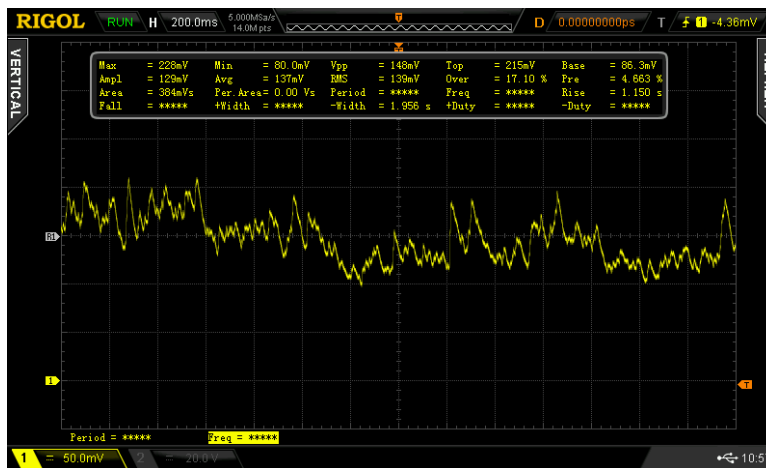 RIGOL RUN H 200.0ms 5.000MSa/s 14.0M pts D 0.00000000ps T 1 -4.36mV
VERTICAL
Max = 228mV Min = 80.0mV Vpp = 148mV Top = 215mV Base = 86.3mV
Ampl = 129mV Avg = 137mV RMS = 139mV Over = 17.10 % Pre = 4.663 %
Area = 384mVs Per.Area= 0.00 Vs Period = ***** Freq = ***** Rise = 1.150 s
Fall = ***** +Width = ***** -Width = 1.956 s +Duty = ***** -Duty = *****
1
T
Period = ***** Freq = *****
1 = 50.0mV 2 = 20.0V 10:5